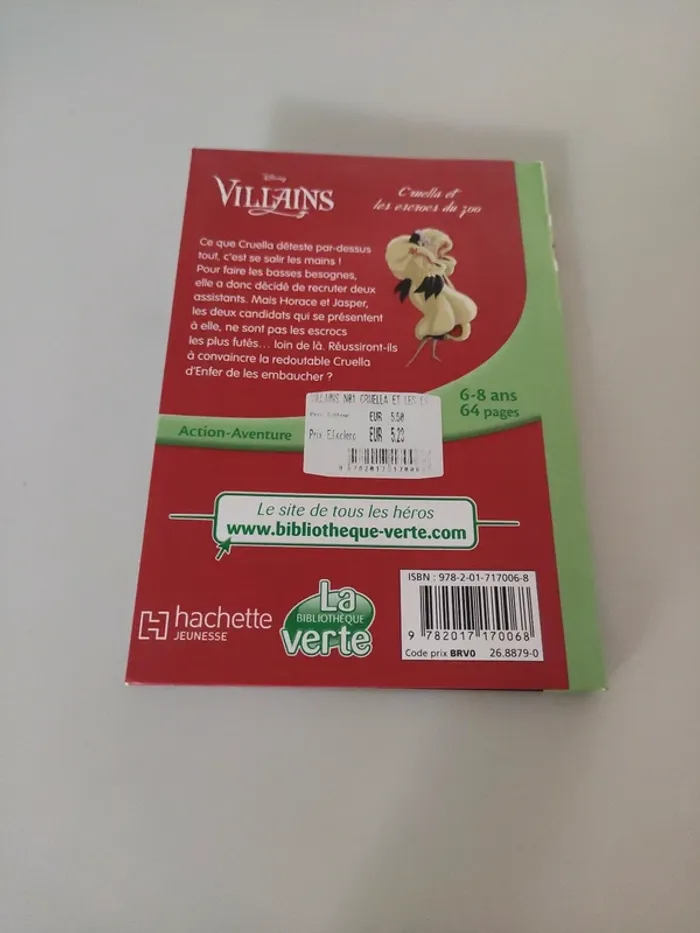 Disney
VILLAINS
Cruella et
les escrocs du zoo
Ce que Cruella déteste par-dessus
tout, c'est se salir les mains !
Pour faire les basses besognes,
elle a donc décidé de recruter deux
assistants. Mais Horace et Jasper,
les deux candidats qui se présentent
à elle, ne sont pas les escrocs
les plus futés... loin de là. Réussiront-ils
à convaincre la redoutable Cruella
d'Enfer de les embaucher ?
6-8 ans
64 pages
Action-Aventure
VILLAINS N01 CRUELLA ET LES ES
EUR 5.50
Prix E.Leclerc EUR 5.23
Le site de tous les héros
www.bibliotheque-verte.com
hachette
JEUNESSE
La
BIBLIOTHÈQUE
verte
ISBN : 978-2-01-717006-8
9 782017 170068
Code prix BRV0 26.8879-0